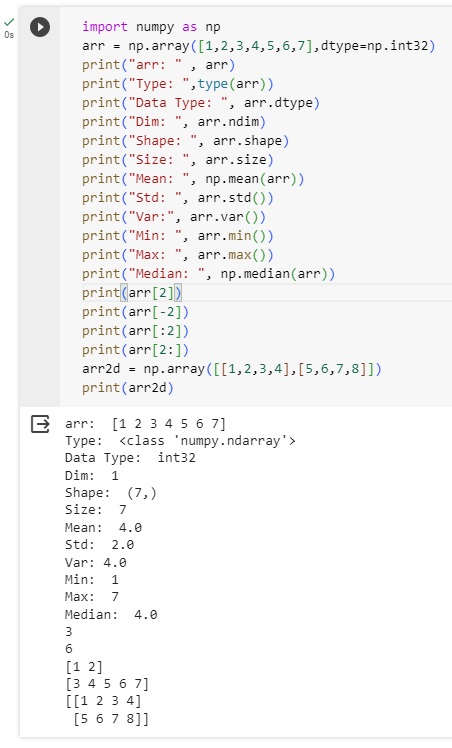 import numpy as np
arr = np.array([1,2,3,4,5,6,7],dtype=np.int32)
print("arr: " , arr)
print("Type: ",type(arr))
print("Data Type: ", arr.dtype)
print("Dim: ", arr.ndim)
print("Shape: ", arr.shape)
print("Size: ", arr.size)
print("Mean: ", np.mean(arr))
print("Std: ", arr.std())
print("Var:", arr.var())
print("Min: ", arr.min())
print("Max: ", arr.max())
print("Median: ", np.median(arr))
print(arr[2])
print(arr[-2])
print(arr[:2])
print(arr[2:])
arr2d = np.array([[1,2,3,4],[5,6,7,8]])
print(arr2d)
0s
arr:  [1 2 3 4 5 6 7]
Type:  <class 'numpy.ndarray'>
Data Type:  int32
Dim:  1
Shape:  (7,)
Size:  7
Mean:  4.0
Std:  2.0
Var: 4.0
Min:  1
Max:  7
Median:  4.0
3
6
[1 2]
[3 4 5 6 7]
[[1 2 3 4]
 [5 6 7 8]]